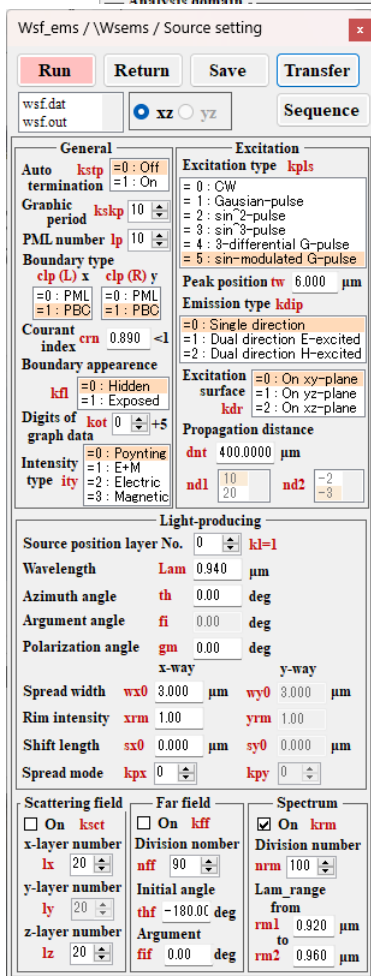 Analysis domain
Wsf_ems / \Wsems / Source setting
x
Run Return Save Transfer
wsf.dat
wsf.out
xz yz
Sequence
General
Auto termination kstp
=0 : Off
=1 : On
Graphic period kskp 10
PML number lp 10
Boundary type
clp (L) x clp (R) y
=0 : PML =0 : PML
=1 : PBC =1 : PBC
Courant index crn 0.890 <1
Boundary appearence
kfl
=0 : Hidden
=1 : Exposed
Digits of graph data kot 0 +5
Intensity type ity
=0 : Poynting
=1 : E+M
=2 : Electric
=3 : Magnetic
Excitation
Excitation type kpls
= 0 : CW
= 1 : Gausian-pulse
= 2 : sin^2-pulse
= 3 : sin^3-pulse
= 4 : 3-differential G-pulse
= 5 : sin-modulated G-pulse
Peak position tw 6.000 μm
Emission type kdip
=0 : Single direction
=1 : Dual direction E-excited
=2 : Dual direction H-excited
Excitation surface kdr
=0 : On xy-plane
=1 : On yz-plane
=2 : On xz-plane
Propagation distance
dnt 400.0000 μm
nd1 10 nd2 -2
20 -3
Light-producing
Source position layer No. 0 kl=1
Wavelength Lam 0.940 μm
Azimuth angle th 0.00 deg
Argument angle fi 0.00 deg
Polarization angle gm 0.00 deg
x-way y-way
Spread width wx0 3.000 μm wy0 3.000 μm
Rim intensity xrm 1.00 yrm 1.00
Shift length sx0 0.000 μm sy0 0.000 μm
Spread mode kpx 0 kpy 0
Scattering field
On ksct
x-layer number
lx 20
y-layer number
ly 20
z-layer number
lz 20
Far field
On kff
Division nomber
nff 90
Initial angle
thf -180.0( deg
Argument
fif 0.00 deg
Spectrum
On krm
Division number
nrm 100
Lam_range
from
rm1 0.920 μm
to
rm2 0.960 μm